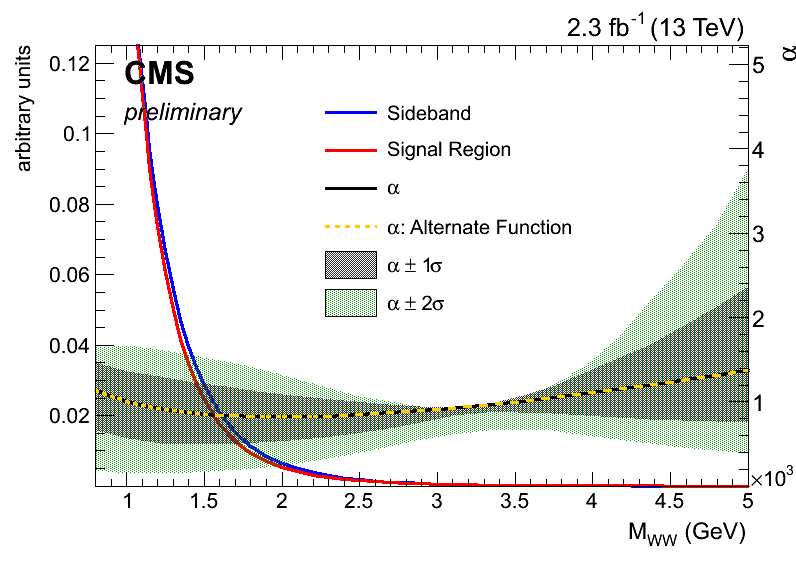 2.3 fb⁻¹ (13 TeV)
arbitrary units
α
CMS
preliminary
Sideband
Signal Region
α
α: Alternate Function
α ± 1σ
α ± 2σ
0.12
0.1
0.08
0.06
0.04
0.02
5
4
3
2
1
×10³
1 1.5 2 2.5 3 3.5 4 4.5 5
M_WW (GeV)